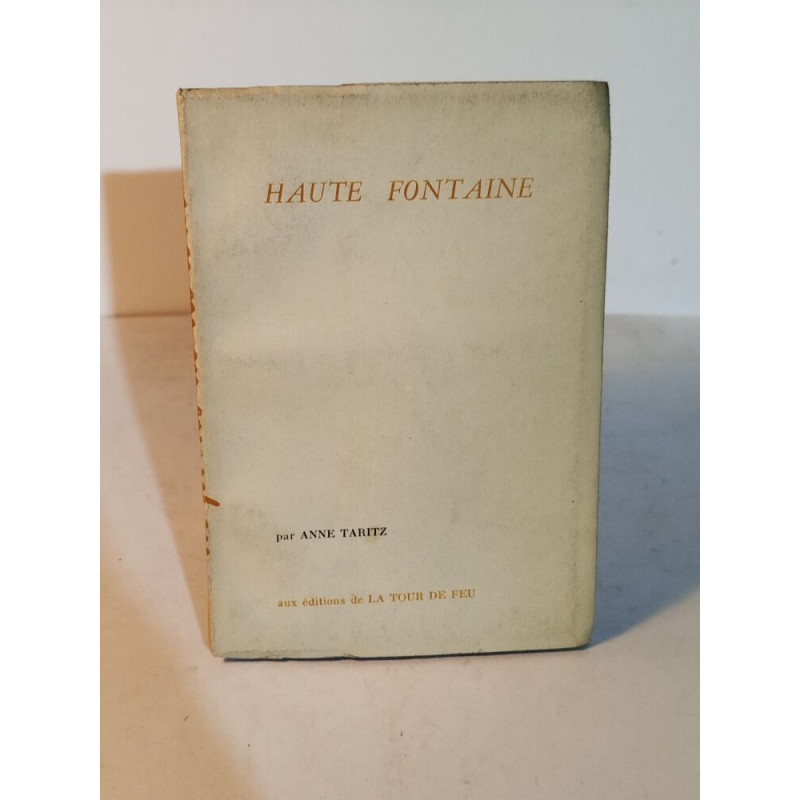 HAUTE FONTAINE
par ANNE TARITZ
aux éditions de LA TOUR DE FEU